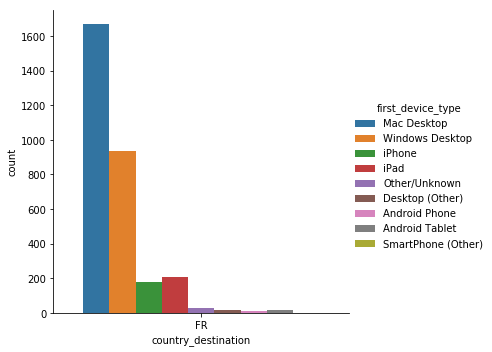 1600
1400
1200
1000
800
600
400
200
0
count
FR
country_destination
first_device_type
Mac Desktop
Windows Desktop
iPhone
iPad
Other/Unknown
Desktop (Other)
Android Phone
Android Tablet
SmartPhone (Other)